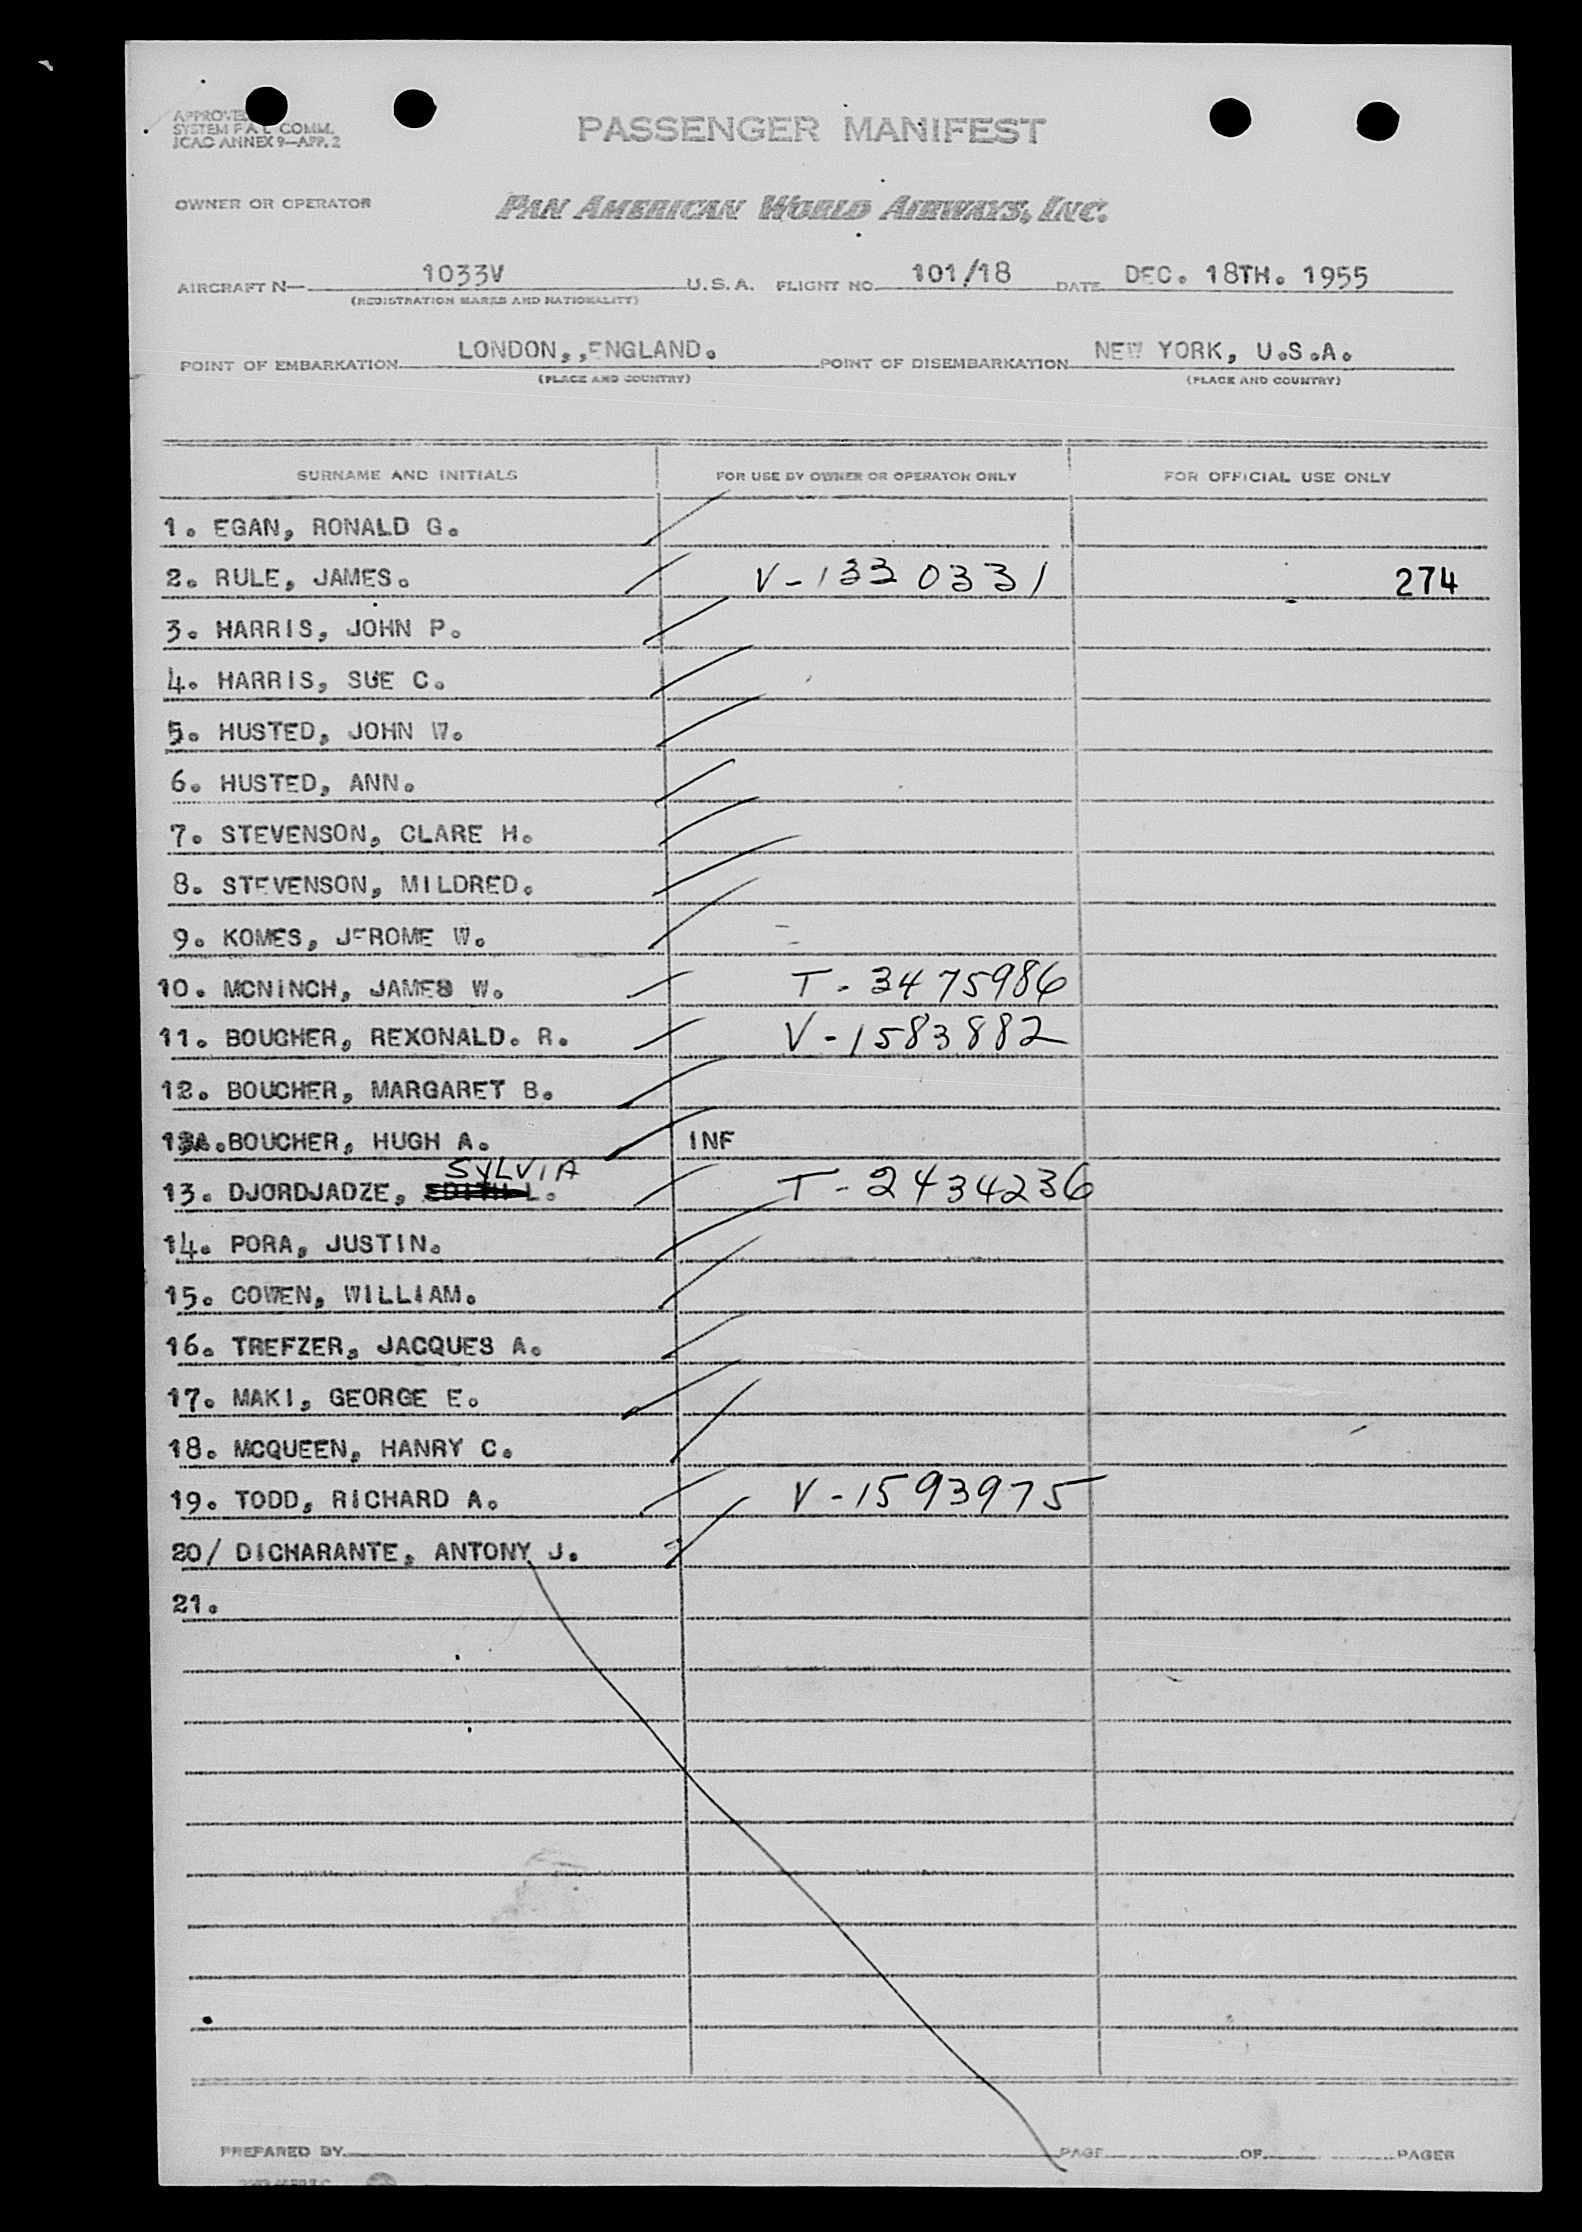 APPROVED
SYSTEM F A L COMM.
ICAO ANNEX 9—APP. 2
PASSENGER MANIFEST
OWNER OR OPERATOR PAN AMERICAN WORLD AIRWAYS, INC.
AIRCRAFT N— 1033V U.S.A. FLIGHT NO. 101/18 DATE DEC. 18TH. 1955
(REGISTRATION MARKS AND NATIONALITY)
POINT OF EMBARKATION LONDON,,ENGLAND. POINT OF DISEMBARKATION NEW YORK, U.S.A.
(PLACE AND COUNTRY) (PLACE AND COUNTRY)
SURNAME AND INITIALS FOR USE BY OWNER OR OPERATOR ONLY FOR OFFICIAL USE ONLY
1. EGAN, RONALD G.
2. RULE, JAMES. V-1330331 274
3. HARRIS, JOHN P.
4. HARRIS, SUE C.
5. HUSTED, JOHN W.
6. HUSTED, ANN.
7. STEVENSON, CLARE H.
8. STEVENSON, MILDRED.
9. KOMES, JEROME W.
10. MCNINCH, JAMES W. T-3475986
11. BOUCHER, REXONALD. R. V-1583882
12. BOUCHER, MARGARET B.
13A. BOUCHER, HUGH A. INF
SYLVIA
13. DJORDJADZE, EDITH L. T-2434236
14. PORA, JUSTIN.
15. COWEN, WILLIAM.
16. TREFZER, JACQUES A.
17. MAKI, GEORGE E.
18. MCQUEEN, HANRY C.
19. TODD, RICHARD A. V-1593975
20/ DICHARANTE, ANTONY J.
21.
PREPARED BY PAGE OF PAGES